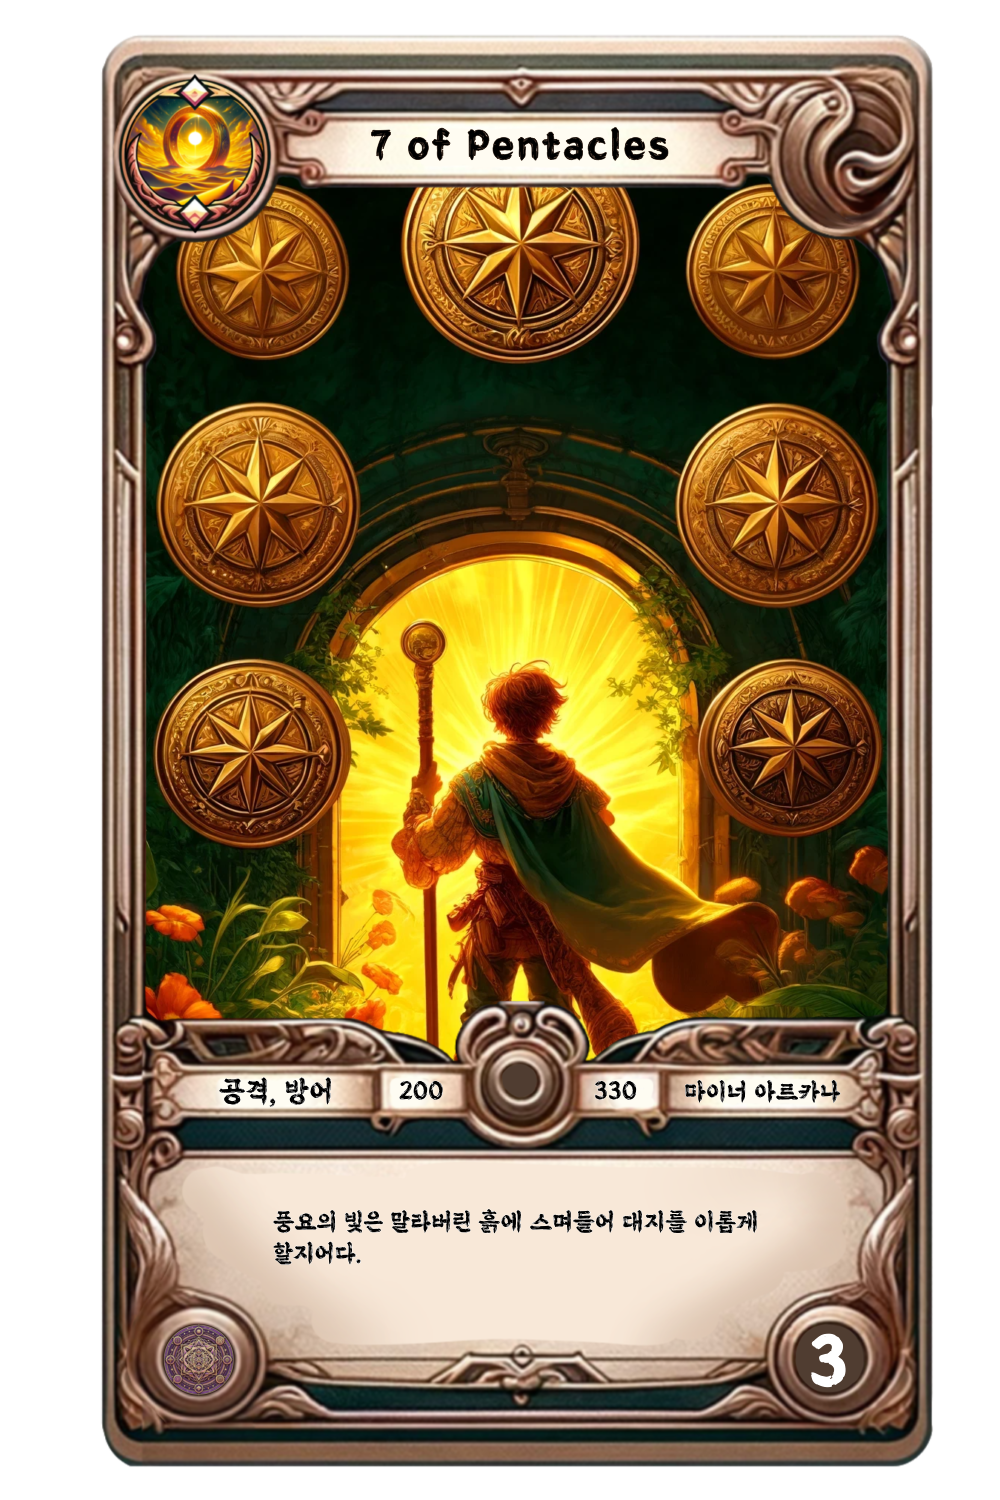 7 of Pentacles
공격, 방어 200 330 마이너 아르카나
풍요의 빛은 말라버린 흙에 스며들어 대지를 이롭게
할지어다.
3